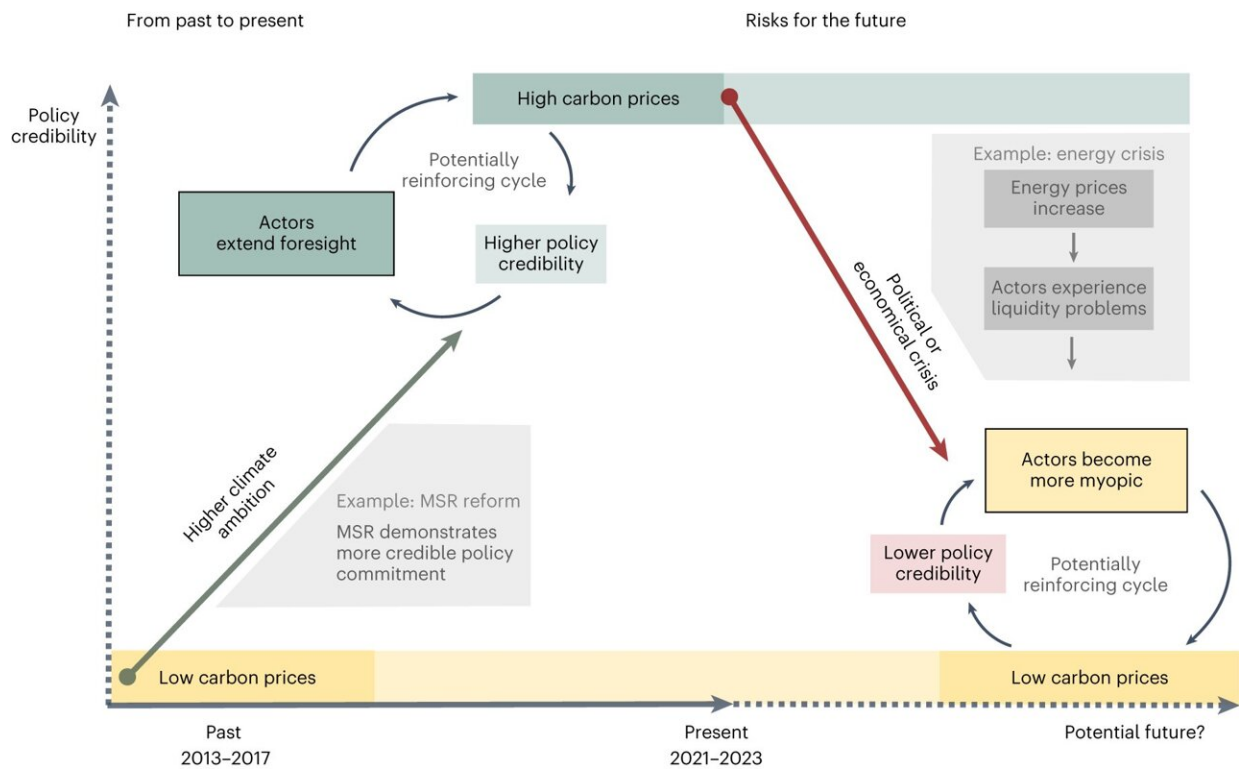 From past to present
Risks for the future
Policy
credibility
High carbon prices
Potentially
reinforcing cycle
Actors
extend foresight
Higher policy
credibility
Example: energy crisis
Energy prices
increase
Actors experience
liquidity problems
Political or
economical crisis
Higher climate
ambition
Example: MSR reform
MSR demonstrates
more credible policy
commitment
Actors become
more myopic
Lower policy
credibility
Potentially
reinforcing cycle
Low carbon prices
Low carbon prices
Past
2013–2017
Present
2021–2023
Potential future?